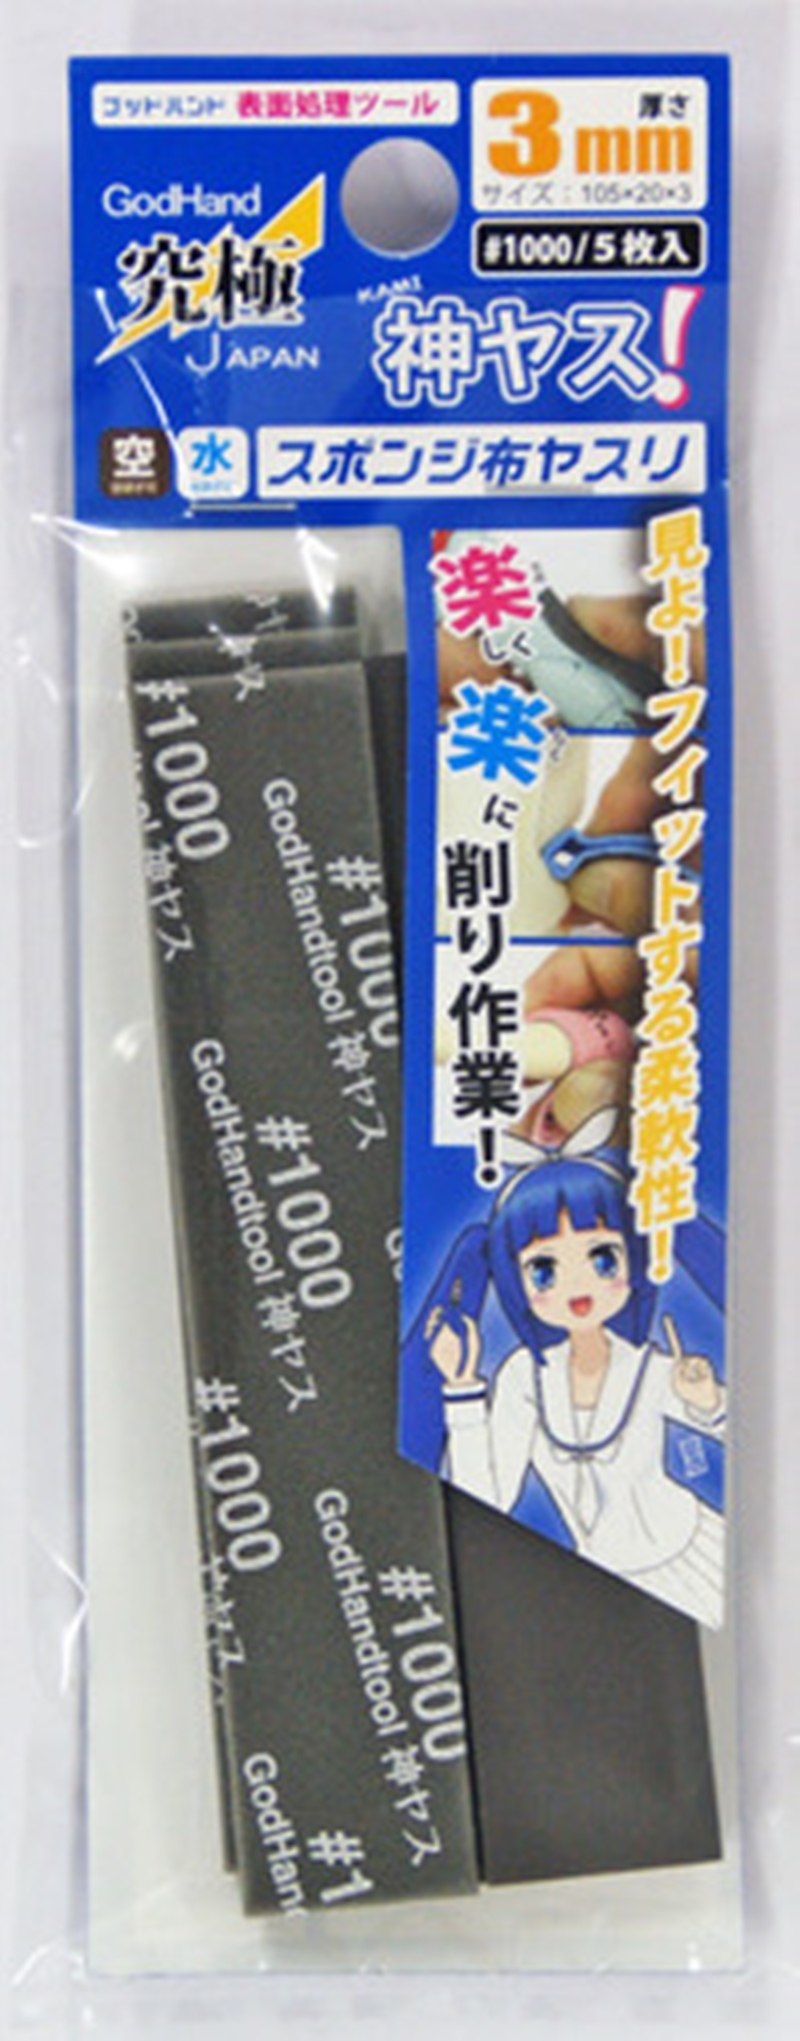 ゴッドハンド 表面処理ツール
厚さ
3mm
サイズ：105×20×3
#1000/5枚入
GodHand
究極
JAPAN
KAMI
神ヤス!
空
水
スポンジ布ヤスリ
見よ!フィットする柔軟性!
楽しく
楽に
削り作業!
#1000
神ヤス
GodHandtool 神ヤス
#1000
GodHandtool 神ヤス
#1000
#1000
GodHandtool 神ヤス
#1000
GodHan
#1